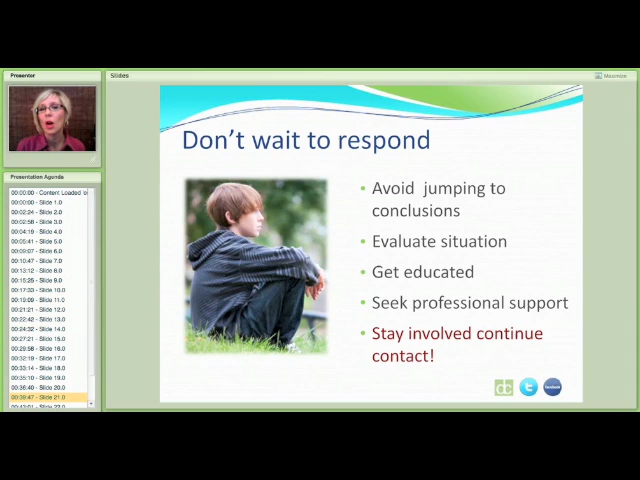 Presenter
Slides
Maximize
Presentation Agenda
00:00:00 - Content Loaded
00:00:00 - Slide 1.0
00:02:24 - Slide 2.0
00:02:58 - Slide 3.0
00:04:19 - Slide 4.0
00:05:41 - Slide 5.0
00:09:07 - Slide 6.0
00:10:47 - Slide 7.0
00:13:12 - Slide 8.0
00:15:25 - Slide 9.0
00:17:33 - Slide 10.0
00:19:09 - Slide 11.0
00:21:21 - Slide 12.0
00:22:42 - Slide 13.0
00:24:32 - Slide 14.0
00:27:21 - Slide 15.0
00:29:58 - Slide 16.0
00:32:19 - Slide 17.0
00:33:14 - Slide 18.0
00:35:10 - Slide 19.0
00:36:40 - Slide 20.0
00:39:47 - Slide 21.0
Don't wait to respond
• Avoid jumping to
conclusions
• Evaluate situation
• Get educated
• Seek professional support
• Stay involved continue
contact!
dc
t
facebook